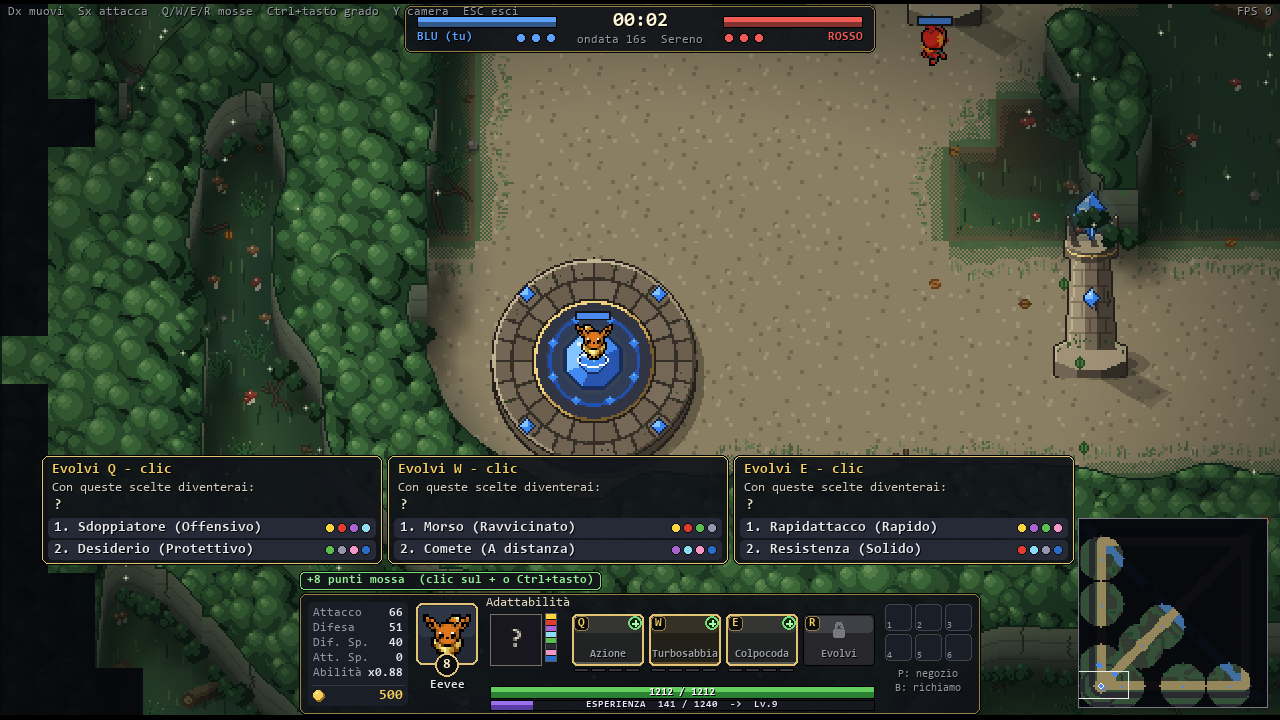 Dx muovi  Sx attacca  Q/W/E/R mosse  Ctrl+tasto grado  Y camera  ESC esci
FPS 0
00:02
BLU (tu)
ondata 16s  Sereno
ROSSO
Evolvi Q - clic
Con queste scelte diventerai:
?
1. Sdoppiatore (Offensivo)
2. Desiderio (Protettivo)
Evolvi W - clic
Con queste scelte diventerai:
?
1. Morso (Ravvicinato)
2. Comete (A distanza)
Evolvi E - clic
Con queste scelte diventerai:
?
1. Rapidattacco (Rapido)
2. Resistenza (Solido)
+8 punti mossa  (clic sul + o Ctrl+tasto)
Attacco 66
Difesa 51
Dif. Sp. 40
Att. Sp. 0
Abilità x0.88
500
8
Eevee
Adattabilità
?
Q
Azione
W
Turbosabbia
E
Colpocoda
R
Evolvi
1 2 3
4 5 6
P: negozio
B: richiamo
1212 / 1212
ESPERIENZA  141 / 1240  ->  Lv.9